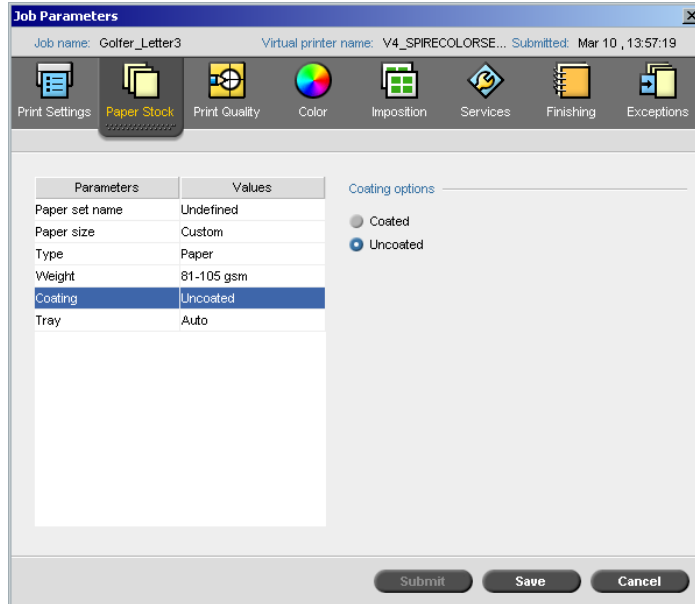 Job Parameters
Job name: Golfer_Letter3 Virtual printer name: V4_SPIRECOLORSE... Submitted: Mar 10 , 13:57:19
Print Settings Paper Stock Print Quality Color Imposition Services Finishing Exceptions
Parameters Values Coating options
Paper set name Undefined
Coated
Paper size Custom
Type Paper Uncoated
Weight 81-105 gsm
Coating Uncoated
Tray Auto
Submit Save Cancel